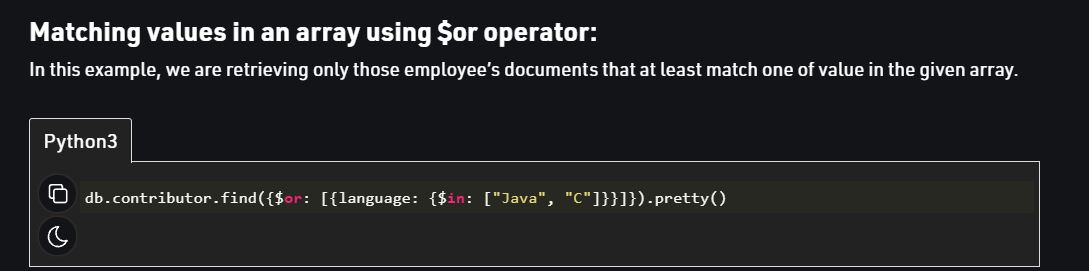 Matching values in an array using $or operator:
In this example, we are retrieving only those employee’s documents that at least match one of value in the given array.
Python3
db.contributor.find({$or: [{language: {$in: ["Java", "C"]}}]}).pretty()